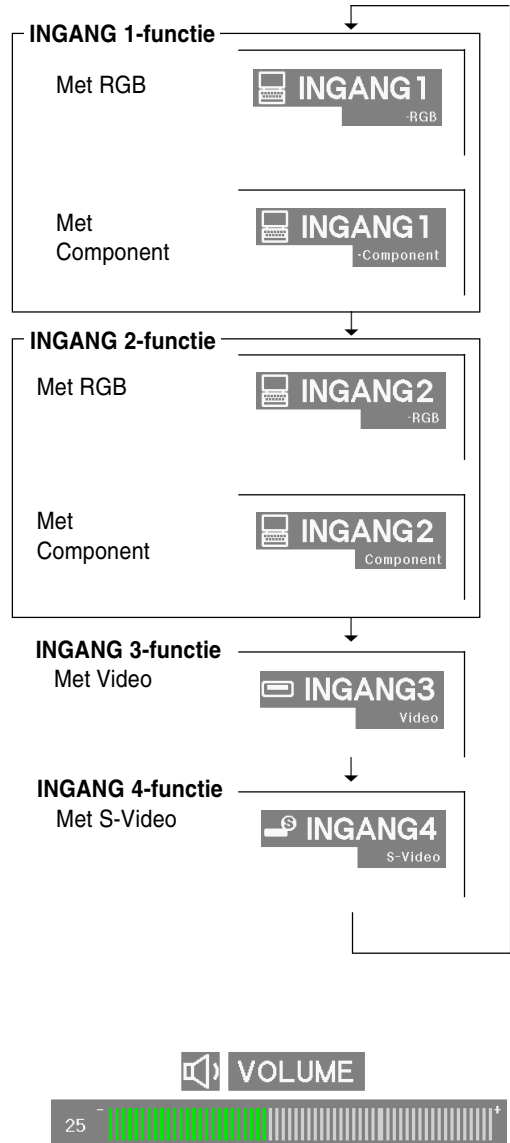 INGANG 1-functie
Met RGB
INGANG1
-RGB
Met
Component
INGANG1
-Component
INGANG 2-functie
Met RGB
INGANG2
-RGB
Met
Component
INGANG2
Component
INGANG 3-functie
Met Video
INGANG3
Video
INGANG 4-functie
Met S-Video
S
INGANG4
S-Video
VOLUME
25 - +